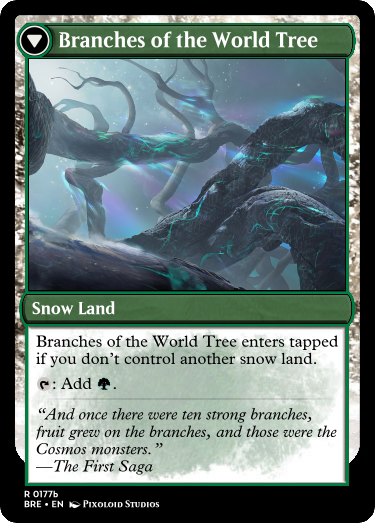 Branches of the World Tree
Snow Land
Branches of the World Tree enters tapped
if you don't control another snow land.
: Add .
“And once there were ten strong branches,
fruit grew on the branches, and those were the
Cosmos monsters.”
—The First Saga
R 0177b
BRE • EN Pixoloid Studios